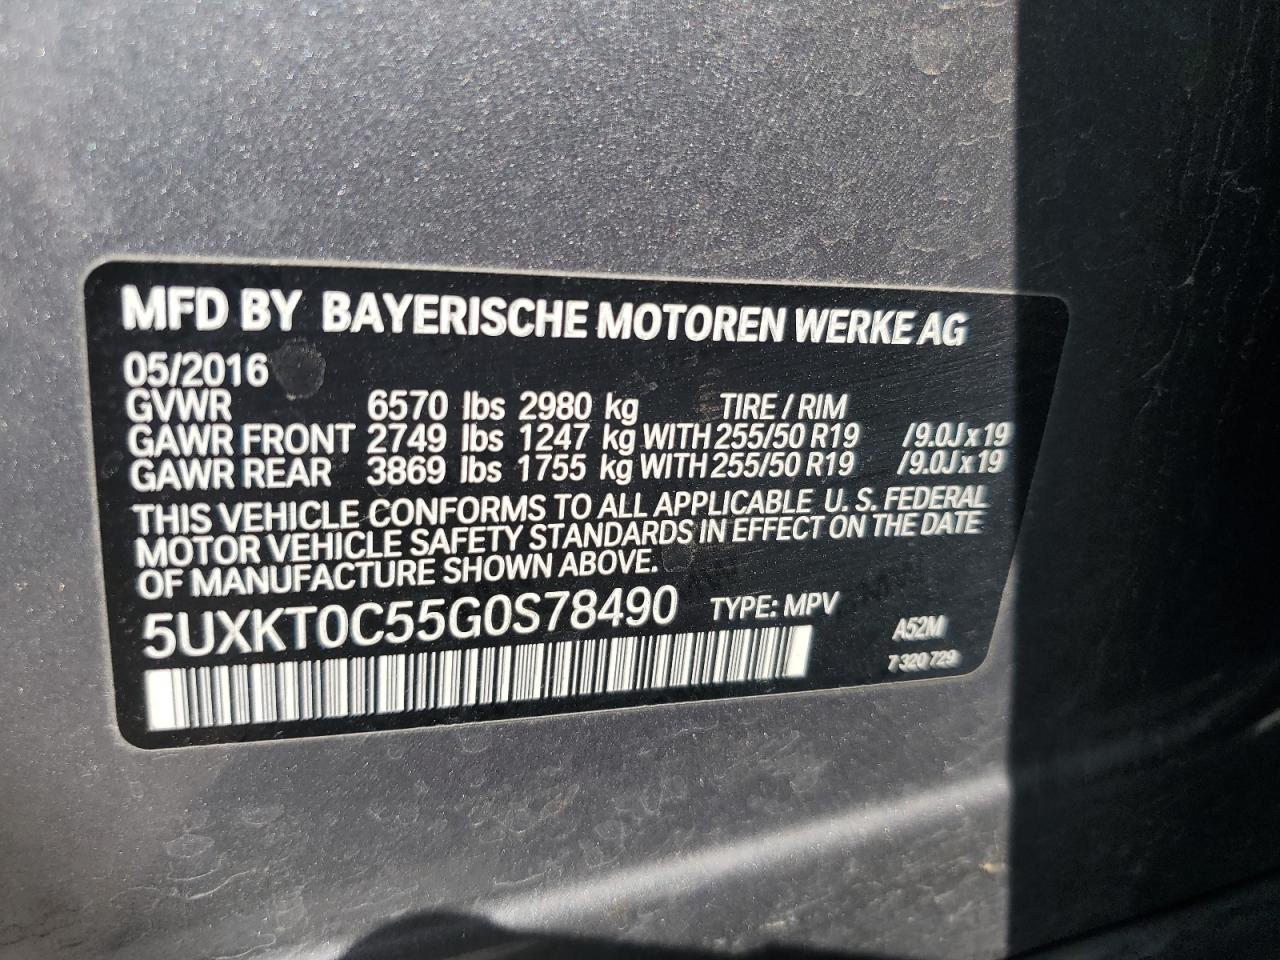 MFD BY BAYERISCHE MOTOREN WERKE AG
05/2016
GVWR 6570 lbs 2980 kg TIRE / RIM
GAWR FRONT 2749 lbs 1247 kg WITH 255/50 R19 /9.0J x 19
GAWR REAR 3869 lbs 1755 kg WITH 255/50 R19 /9.0J x 19
THIS VEHICLE CONFORMS TO ALL APPLICABLE U. S. FEDERAL
MOTOR VEHICLE SAFETY STANDARDS IN EFFECT ON THE DATE
OF MANUFACTURE SHOWN ABOVE.
5UXKT0C55G0S78490 TYPE: MPV
A52M
7 320 729